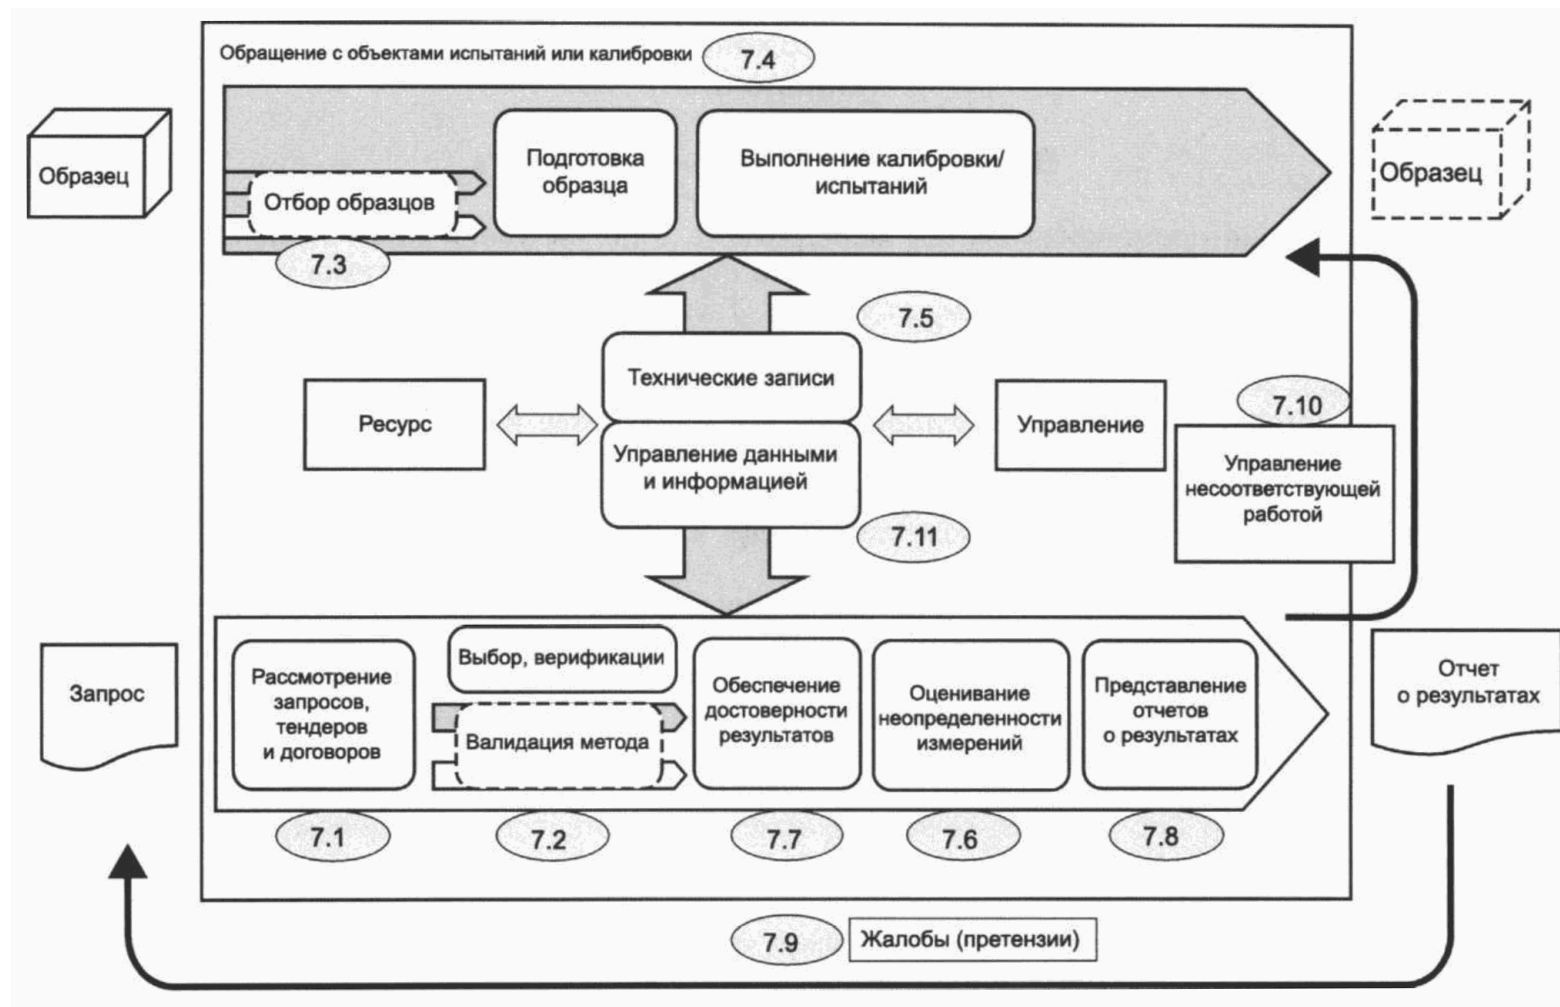 Обращение с объектами испытаний или калибровки
7.4
Образец
Отбор образцов
7.3
Подготовка
образца
Выполнение калибровки/
испытаний
Образец
7.5
Технические записи
Ресурс
Управление данными
и информацией
Управление
7.11
7.10
Управление
несоответствующей
работой
Запрос
Рассмотрение
запросов,
тендеров
и договоров
Выбор, верификации
Валидация метода
Обеспечение
достоверности
результатов
Оценивание
неопределенности
измерений
Представление
отчетов
о результатах
Отчет
о результатах
7.1
7.2
7.7
7.6
7.8
7.9
Жалобы (претензии)